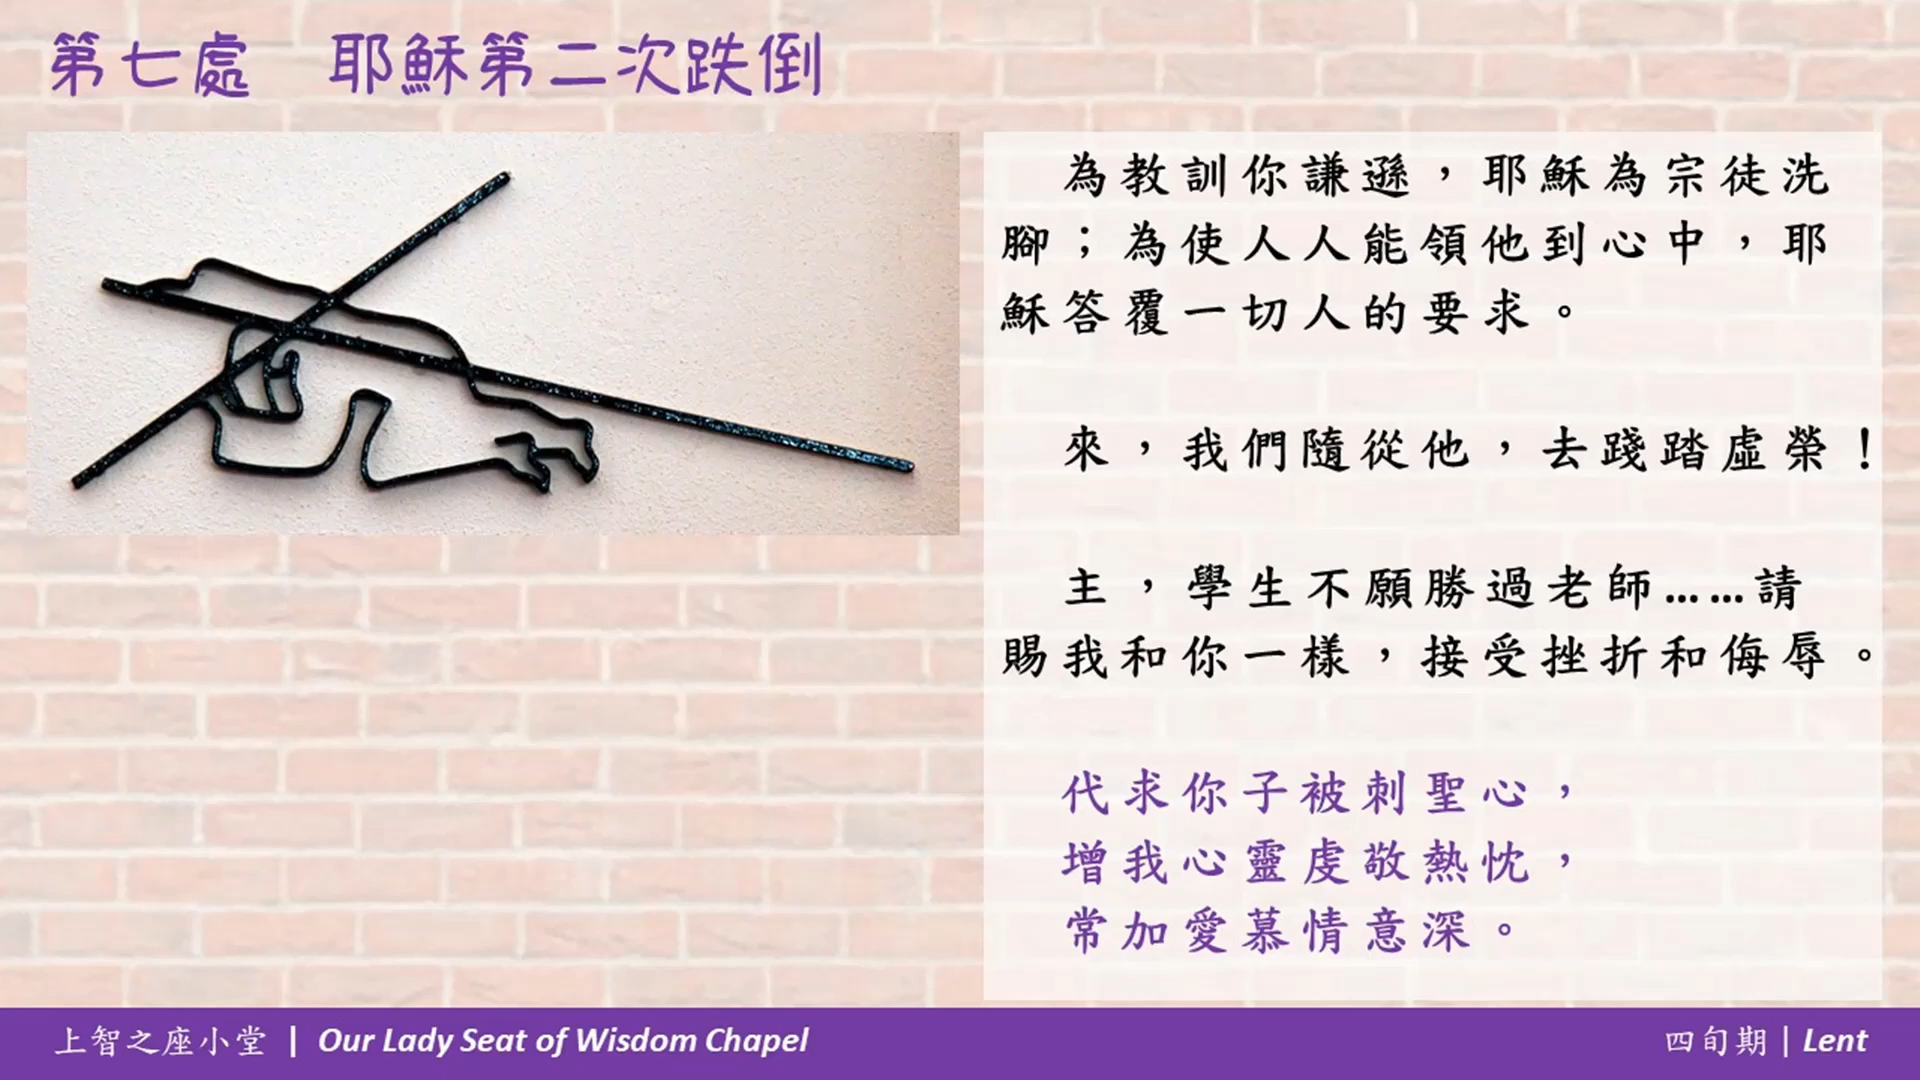 第七處　耶穌第二次跌倒
為教訓你謙遜，耶穌為宗徒洗
腳；為使人人能領他到心中，耶
穌答覆一切人的要求。
來，我們隨從他，去踐踏虛榮！
主，學生不願勝過老師……請
賜我和你一樣，接受挫折和侮辱。
代求你子被刺聖心，
增我心靈虔敬熱忱，
常加愛慕情意深。
上智之座小堂 | Our Lady Seat of Wisdom Chapel
四旬期 | Lent